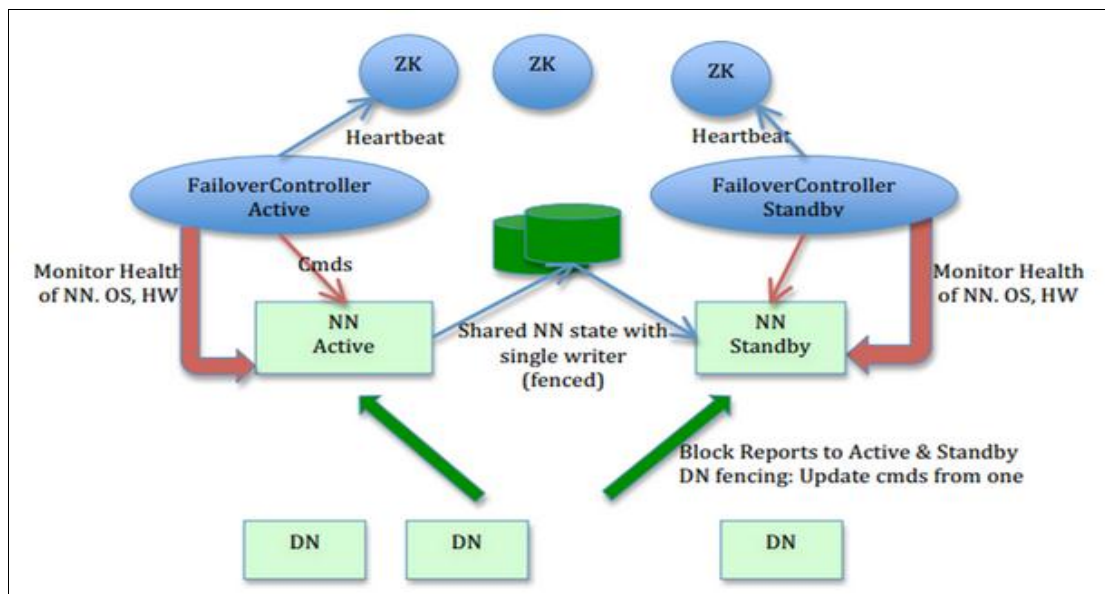 ZK
ZK
ZK
Heartbeat
Heartbeat
FailoverController
Active
FailoverController
Standby
Cmds
Monitor Health
of NN. OS, HW
Monitor Health
of NN. OS, HW
NN
Active
Shared NN state with
single writer
(fenced)
NN
Standby
Block Reports to Active & Standby
DN fencing: Update cmds from one
DN
DN
DN